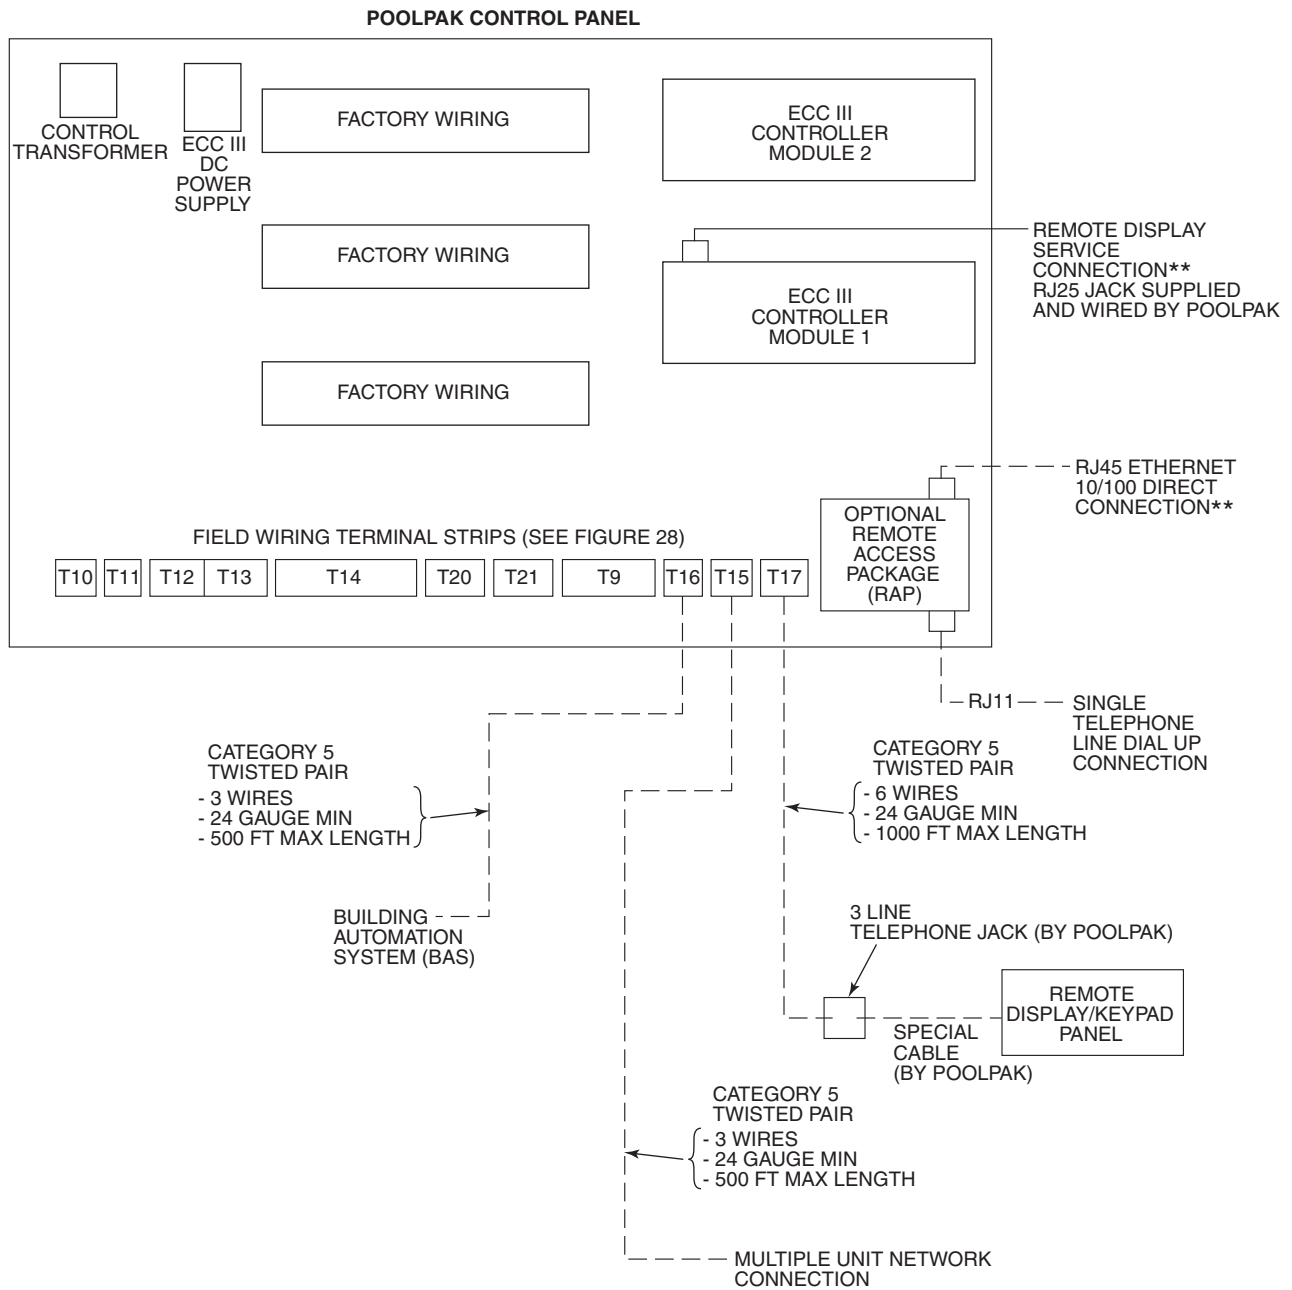 POOLPAK CONTROL PANEL
CONTROL
TRANSFORMER
ECC III
DC
POWER
SUPPLY
FACTORY WIRING
ECC III
CONTROLLER
MODULE 2
FACTORY WIRING
ECC III
CONTROLLER
MODULE 1
REMOTE DISPLAY
SERVICE
CONNECTION**
RJ25 JACK SUPPLIED
AND WIRED BY POOLPAK
FACTORY WIRING
RJ45 ETHERNET
10/100 DIRECT
CONNECTION**
OPTIONAL
REMOTE
ACCESS
PACKAGE
(RAP)
FIELD WIRING TERMINAL STRIPS (SEE FIGURE 28)
T10 T11 T12 T13 T14 T20 T21 T9 T16 T15 T17
RJ11
SINGLE
TELEPHONE
LINE DIAL UP
CONNECTION
CATEGORY 5
TWISTED PAIR
- 3 WIRES
- 24 GAUGE MIN
- 500 FT MAX LENGTH
CATEGORY 5
TWISTED PAIR
- 6 WIRES
- 24 GAUGE MIN
- 1000 FT MAX LENGTH
BUILDING
AUTOMATION
SYSTEM (BAS)
3 LINE
TELEPHONE JACK (BY POOLPAK)
REMOTE
DISPLAY/KEYPAD
PANEL
SPECIAL
CABLE
(BY POOLPAK)
CATEGORY 5
TWISTED PAIR
- 3 WIRES
- 24 GAUGE MIN
- 500 FT MAX LENGTH
MULTIPLE UNIT NETWORK
CONNECTION